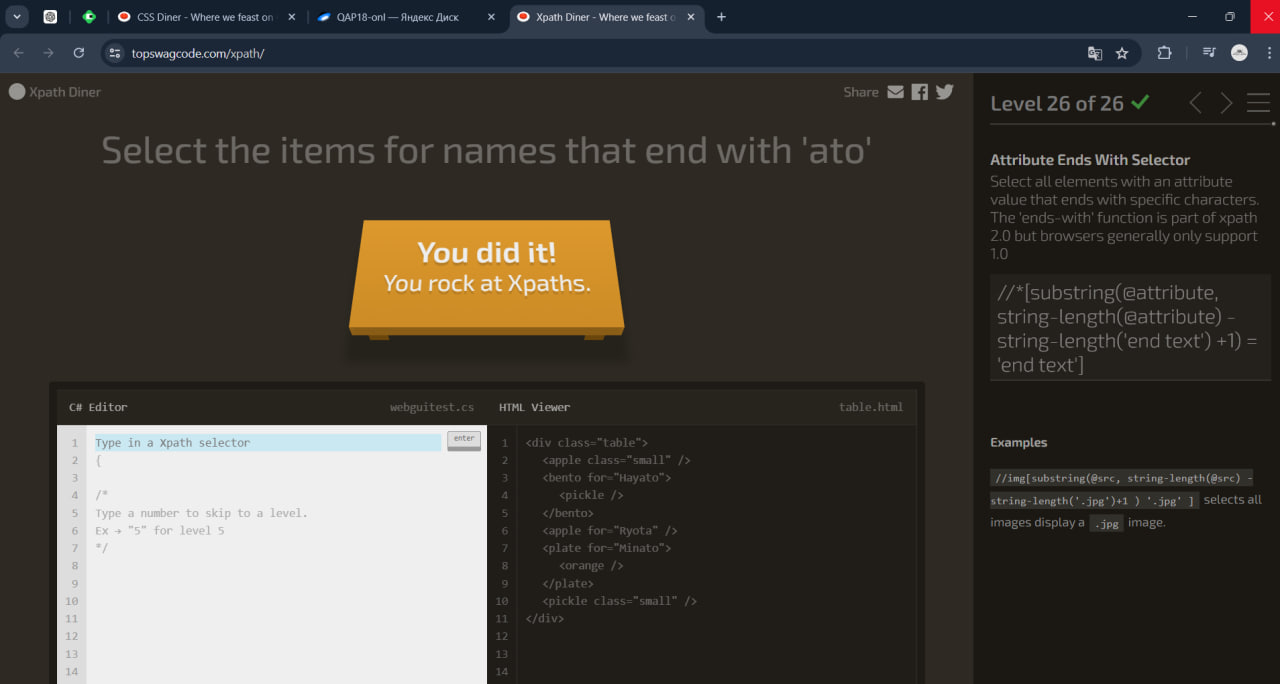 CSS Diner - Where we feast on
QAP18-onl — Яндекс Диск
Xpath Diner - Where we feast o
topswagcode.com/xpath/
Xpath Diner
Share
Level 26 of 26
Select the items for names that end with 'ato'
Attribute Ends With Selector
Select all elements with an attribute
value that ends with specific characters.
The 'ends-with' function is part of xpath
2.0 but browsers generally only support
1.0
You did it!
You rock at Xpaths.
//*[substring(@attribute,
string-length(@attribute) -
string-length('end text') +1) =
'end text']
Examples
//img[substring(@src, string-length(@src) -
string-length('.jpg')+1 ) '.jpg' ] selects all
images display a .jpg image.
C# Editor
webguitest.cs
1 Type in a Xpath selector
enter
2 {
3
4 /*
5 Type a number to skip to a level.
6 Ex → "5" for level 5
7 */
8
9
10
11
12
13
14
HTML Viewer
table.html
1 <div class="table">
2 <apple class="small" />
3 <bento for="Hayato">
4 <pickle />
5 </bento>
6 <apple for="Ryota" />
7 <plate for="Minato">
8 <orange />
9 </plate>
10 <pickle class="small" />
11 </div>
12
13
14